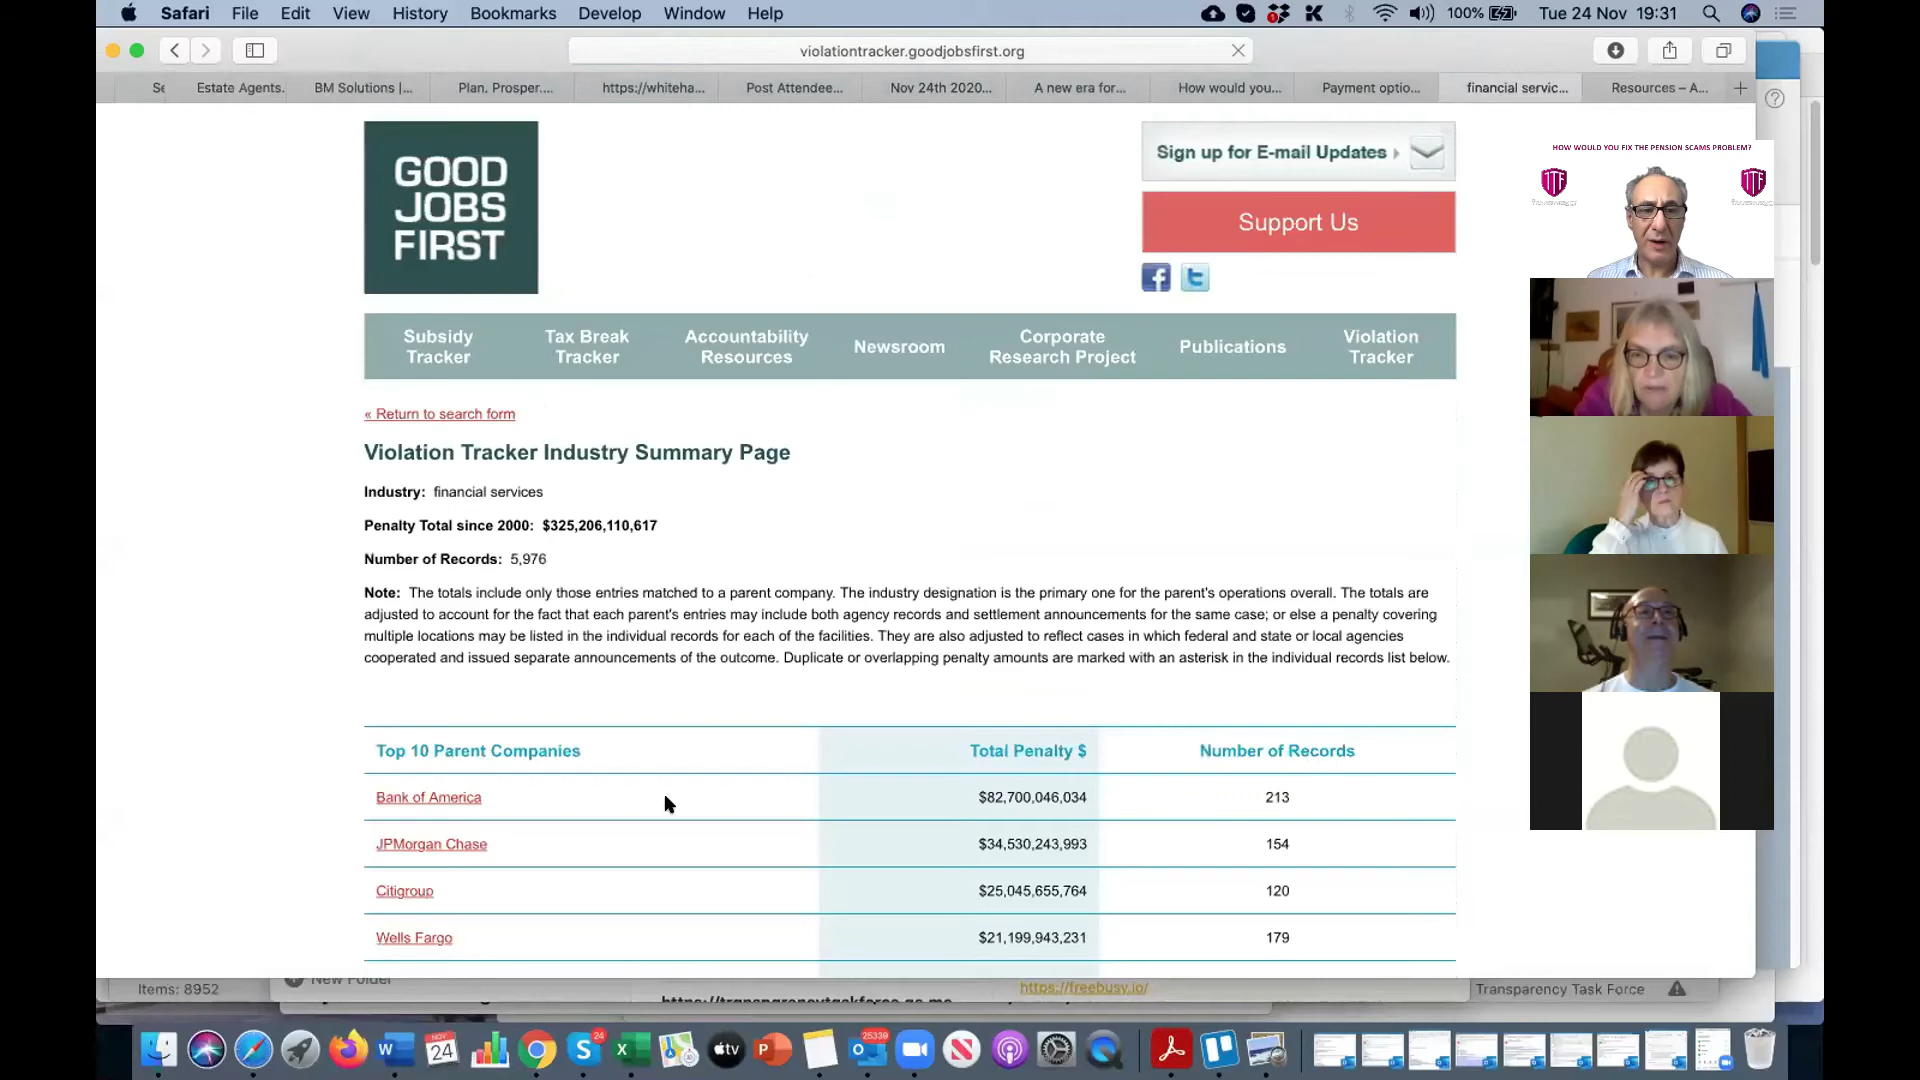 Safari File Edit View History Bookmarks Develop Window Help
100% Tue 24 Nov 19:31
violationtracker.goodjobsfirst.org
Se Estate Agents. BM Solutions |... Plan. Prosper.... https://whiteha... Post Attendee... Nov 24th 2020... A new era for... How would you... Payment optio... financial servic... Resources – A...
GOOD
JOBS
FIRST
Sign up for E-mail Updates
Support Us
HOW WOULD YOU FIX THE PENSION SCAMS PROBLEM?
Subsidy Tracker
Tax Break Tracker
Accountability Resources
Newsroom
Corporate Research Project
Publications
Violation Tracker
« Return to search form
Violation Tracker Industry Summary Page
Industry: financial services
Penalty Total since 2000: $325,206,110,617
Number of Records: 5,976
Note: The totals include only those entries matched to a parent company. The industry designation is the primary one for the parent's operations overall. The totals are
adjusted to account for the fact that each parent's entries may include both agency records and settlement announcements for the same case; or else a penalty covering
multiple locations may be listed in the individual records for each of the facilities. They are also adjusted to reflect cases in which federal and state or local agencies
cooperated and issued separate announcements of the outcome. Duplicate or overlapping penalty amounts are marked with an asterisk in the individual records list below.
Top 10 Parent Companies Total Penalty $ Number of Records
Bank of America $82,700,046,034 213
JPMorgan Chase $34,530,243,993 154
Citigroup $25,045,655,764 120
Wells Fargo $21,199,943,231 179
Items: 8952
New Folder
https://freebusy.io/
Transparency Task Force
NOV
24
24
25339
tv